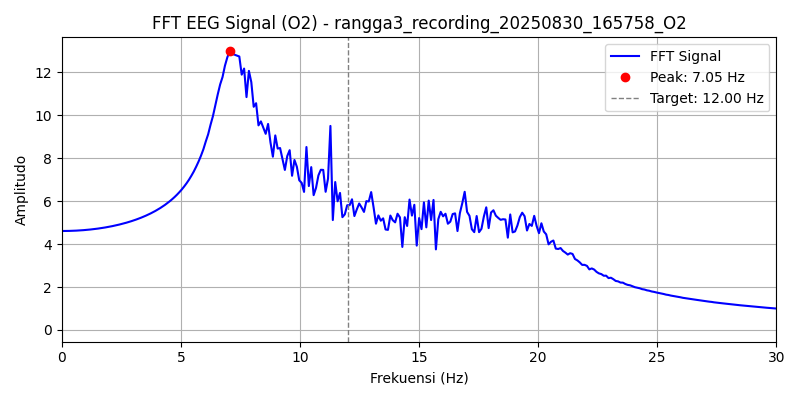 FFT EEG Signal (O2) - rangga3_recording_20250830_165758_O2
FFT Signal
Peak: 7.05 Hz
Target: 12.00 Hz
Amplitudo
12
10
8
6
4
2
0
0 5 10 15 20 25 30
Frekuensi (Hz)